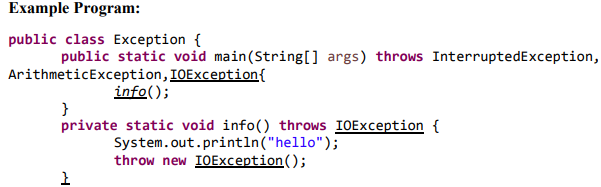 Example Program:
public class Exception {
public static void main(String[] args) throws InterruptedException,
ArithmeticException,IOException{
info();
}
private static void info() throws IOException {
System.out.println("hello");
throw new IOException();
}